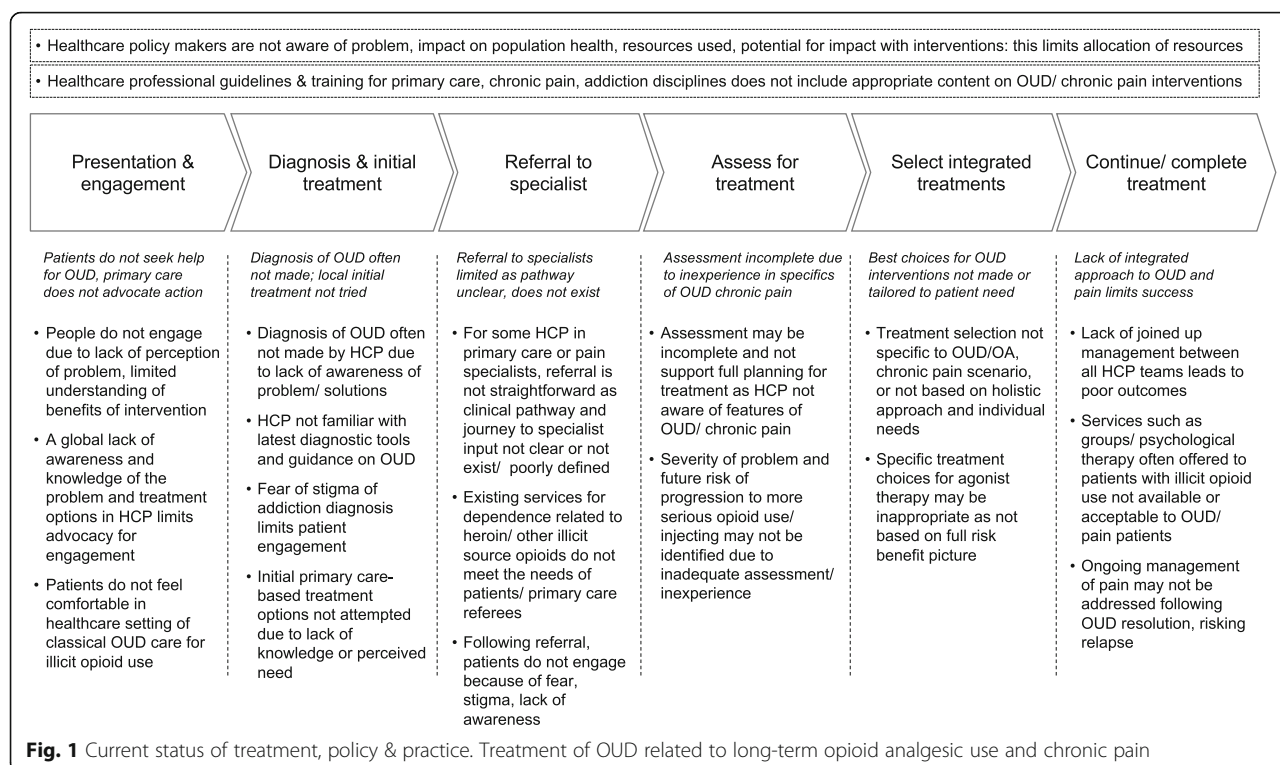 • Healthcare policy makers are not aware of problem, impact on population health, resources used, potential for impact with interventions: this limits allocation of resources
• Healthcare professional guidelines & training for primary care, chronic pain, addiction disciplines does not include appropriate content on OUD/ chronic pain interventions
Presentation &
engagement
Diagnosis & initial
treatment
Referral to
specialist
Assess for
treatment
Select integrated
treatments
Continue/ complete
treatment
Patients do not seek help
for OUD, primary care
does not advocate action
• People do not engage
due to lack of perception
of problem, limited
understanding of
benefits of intervention
• A global lack of
awareness and
knowledge of the
problem and treatment
options in HCP limits
advocacy for
engagement
• Patients do not feel
comfortable in
healthcare setting of
classical OUD care for
illicit opioid use
Diagnosis of OUD often
not made; local initial
treatment not tried
• Diagnosis of OUD often
not made by HCP due
to lack of awareness of
problem/ solutions
• HCP not familiar with
latest diagnostic tools
and guidance on OUD
• Fear of stigma of
addiction diagnosis
limits patient
engagement
• Initial primary care-
based treatment
options not attempted
due to lack of
knowledge or perceived
need
Referral to specialists
limited as pathway
unclear, does not exist
• For some HCP in
primary care or pain
specialists, referral is
not straightforward as
clinical pathway and
journey to specialist
input not clear or not
exist/ poorly defined
• Existing services for
dependence related to
heroin/ other illicit
source opioids do not
meet the needs of
patients/ primary care
referees
• Following referral,
patients do not engage
because of fear,
stigma, lack of
awareness
Assessment incomplete due
to inexperience in specifics
of OUD chronic pain
• Assessment may be
incomplete and not
support full planning for
treatment as HCP not
aware of features of
OUD/ chronic pain
• Severity of problem and
future risk of
progression to more
serious opioid use/
injecting may not be
identified due to
inadequate assessment/
inexperience
Best choices for OUD
interventions not made or
tailored to patient need
• Treatment selection not
specific to OUD/OA,
chronic pain scenario,
or not based on holistic
approach and individual
needs
• Specific treatment
choices for agonist
therapy may be
inappropriate as not
based on full risk
benefit picture
Lack of integrated
approach to OUD and
pain limits success
• Lack of joined up
management between
all HCP teams leads to
poor outcomes
• Services such as
groups/ psychological
therapy often offered to
patients with illicit opioid
use not available or
acceptable to OUD/
pain patients
• Ongoing management
of pain may not be
addressed following
OUD resolution, risking
relapse
Fig. 1 Current status of treatment, policy & practice. Treatment of OUD related to long-term opioid analgesic use and chronic pain